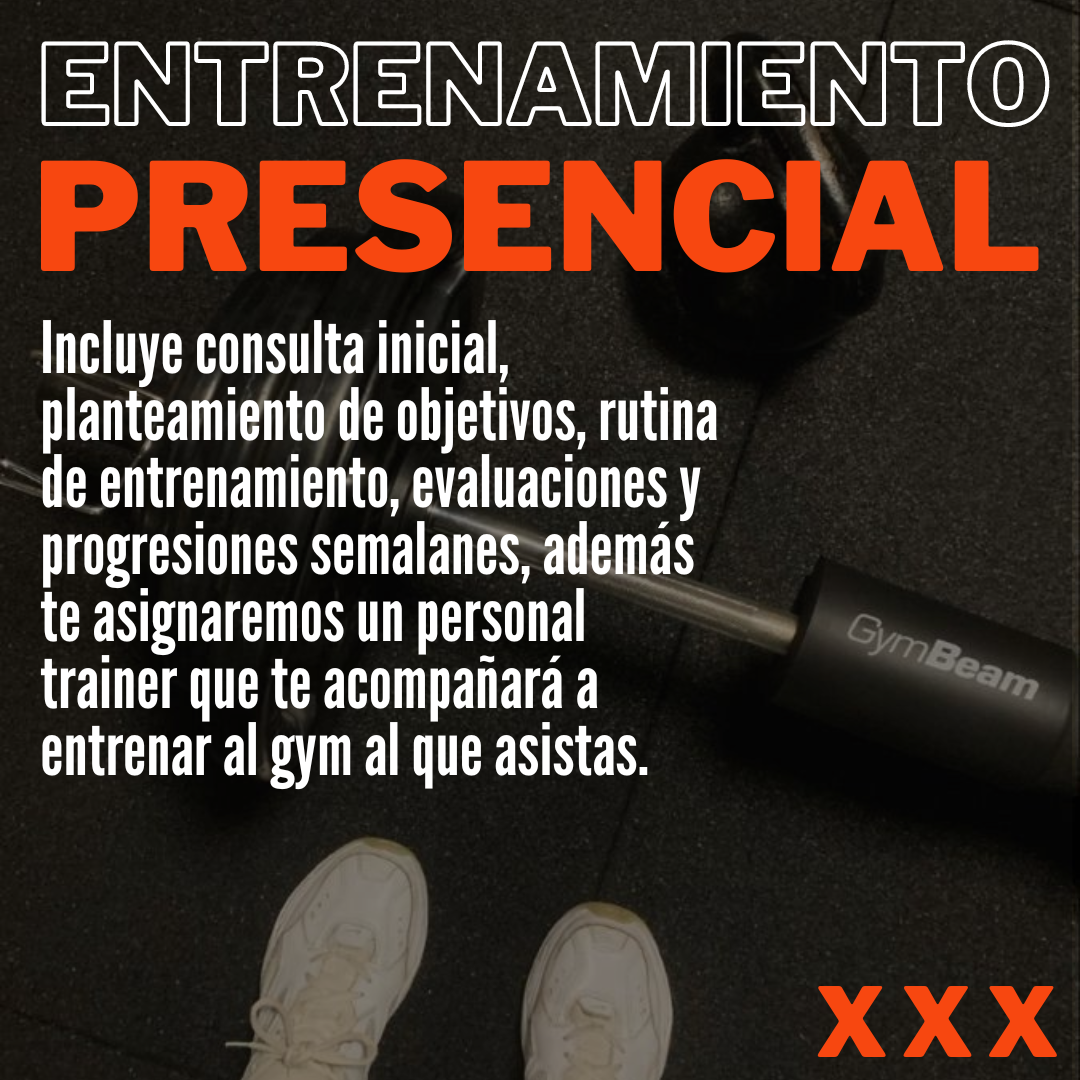 ENTRENAMIENTO
PRESENCIAL
Incluye consulta inicial,
planteamiento de objetivos, rutina
de entrenamiento, evaluaciones y
progresiones semalanes, además
te asignaremos un personal
trainer que te acompañará a
entrenar al gym al que asistas.
GymBeam
XXX